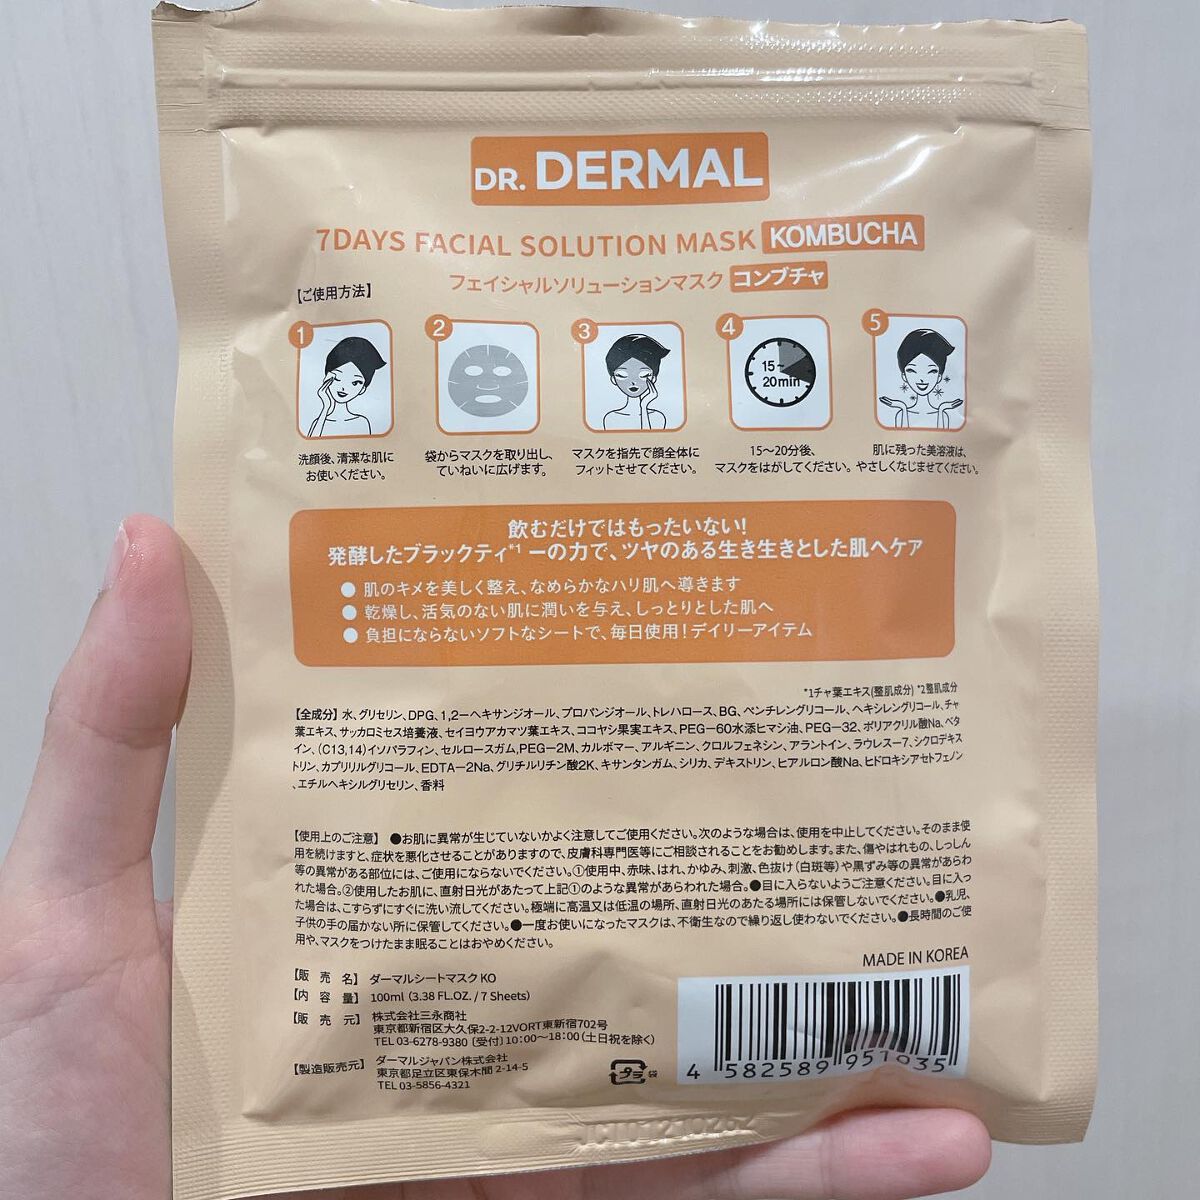 DR. DERMAL
7DAYS FACIAL SOLUTION MASK KOMBUCHA
フェイシャルソリューションマスク コンブチャ
【ご使用方法】
1
2
3
4
5
15~
20min
洗顔後、清潔な肌に
お使いください。
袋からマスクを取り出し、
ていねいに広げます。
マスクを指先で顔全体に
フィットさせてください。
15〜20分後、
マスクをはがしてください。
肌に残った美溶液は、
やさしくなじませてください。
飲むだけではもったいない!
発酵したブラックティ*1 ーの力で、ツヤのある生き生きとした肌へケア
● 肌のキメを美しく整え、なめらかなハリ肌へ導きます
● 乾燥し、活気のない肌に潤いを与え、しっとりとした肌へ
● 負担にならないソフトなシートで、毎日使用!デイリーアイテム
*1チャ葉エキス(整肌成分) *2整肌成分
【全成分】水、グリセリン、DPG、1,2−ヘキサンジオール、プロパンジオール、トレハロース、BG、ペンチレングリコール、ヘキシレングリコール、チャ
葉エキス、サッカロミセス培養液、セイヨウアカマツ葉エキス、ココヤシ果実エキス、PEG−60水添ヒマシ油、PEG−32、ポリアクリル酸Na、ベタ
イン、(C13,14)イソパラフィン、セルロースガム、PEG−2M、カルボマー、アルギニン、クロルフェネシン、アラントイン、ラウレス−7、シクロデキス
トリン、カプリリルグリコール、EDTA−2Na、グリチルリチン酸2K、キサンタンガム、シリカ、デキストリン、ヒアルロン酸Na、ヒドロキシアセトフェノン
、エチルヘキシルグリセリン、香料
【使用上のご注意】 ●お肌に異常が生じていないかよく注意してご使用ください。次のような場合は、使用を中止してください。そのまま使
用を続けますと、症状を悪化させることがありますので、皮膚科専門医等にご相談されることをお勧めします。また、傷やはれもの、しっしん
等の異常がある部位には、ご使用にならないでください。①使用中、赤味、はれ、かゆみ、刺激、色抜け(白斑等)や黒ずみ等の異常があらわ
れた場合。②使用したお肌に、直射日光があたって上記①のような異常があらわれた場合。●目に入らないようご注意ください。目に入っ
た場合は、こすらずにすぐに洗い流してください。極端に高温又は低温の場所、直射日光のあたる場所には保管しないでください。●乳児、
子供の手の届かない所に保管してください。●一度お使いになったマスクは、不衛生なので繰り返し使わないでください。●長時間のご使
用や、マスクをつけたまま眠ることはおやめください。
MADE IN KOREA
【販 売 名】 ダーマルシートマスク KO
【内 容 量】 100ml (3.38 FL.OZ. / 7 Sheets)
【販 売 元】 株式会社三永商社
東京都新宿区大久保2-2-12VORT東新宿702号
TEL 03-6278-9380 〔受付〕10:00〜18:00(土日祝を除く)
【製造販売元】 ダーマルジャパン株式会社
東京都足立区東保木間 2-14-5
TEL 03-5856-4321
プラ 袋
4 582589 951035